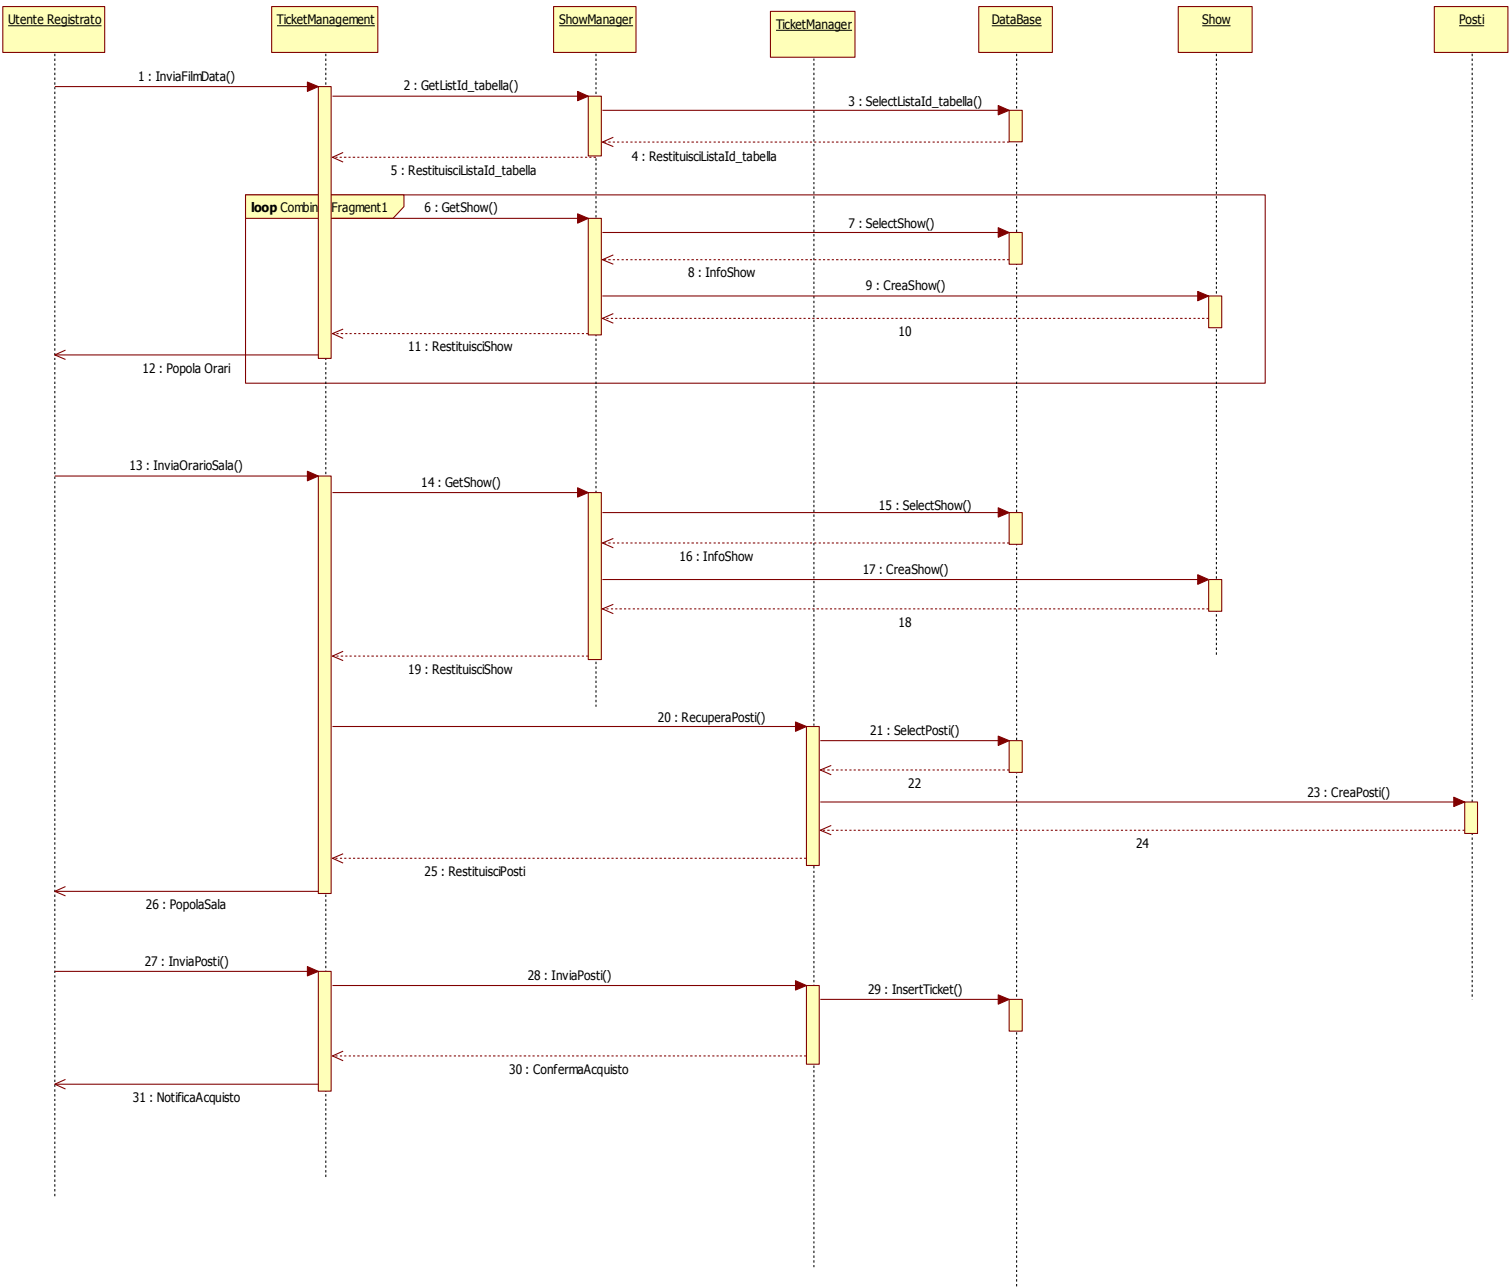 Utente Registrato
TicketManagement
ShowManager
TicketManager
DataBase
Show
Posti
1 : InviaFilmData()
2 : GetListId_tabella()
3 : SelectListaId_tabella()
4 : RestituisciListaId_tabella
5 : RestituisciListaId_tabella
loop Combin Fragment1
6 : GetShow()
7 : SelectShow()
8 : InfoShow
9 : CreaShow()
10
11 : RestituisciShow
12 : Popola Orari
13 : InviaOrarioSala()
14 : GetShow()
15 : SelectShow()
16 : InfoShow
17 : CreaShow()
18
19 : RestituisciShow
20 : RecuperaPosti()
21 : SelectPosti()
22
23 : CreaPosti()
24
25 : RestituisciPosti
26 : PopolaSala
27 : InviaPosti()
28 : InviaPosti()
29 : InsertTicket()
30 : ConfermaAcquisto
31 : NotificaAcquisto